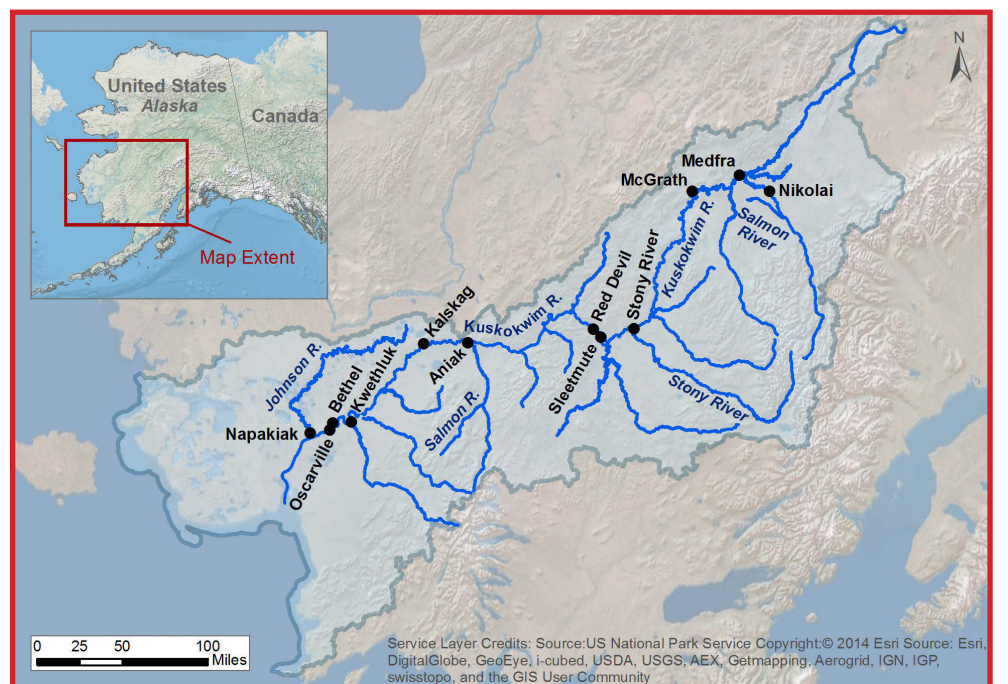 United States
Alaska
Canada
Map Extent
N
Medfra
McGrath
Nikolai
Salmon
River
Kuskokwim R.
Stony River
Red Devil
Kuskokwim R.
Kalskag
Aniak
Sleetmute
Stony River
Johnson R.
Bethel
Kwethluk
Salmon R.
Napakiak
Oscarville
0 25 50 100
Miles
Service Layer Credits: Source:US National Park Service Copyright:© 2014 Esri Source: Esri,
DigitalGlobe, GeoEye, i-cubed, USDA, USGS, AEX, Getmapping, Aerogrid, IGN, IGP,
swisstopo, and the GIS User Community